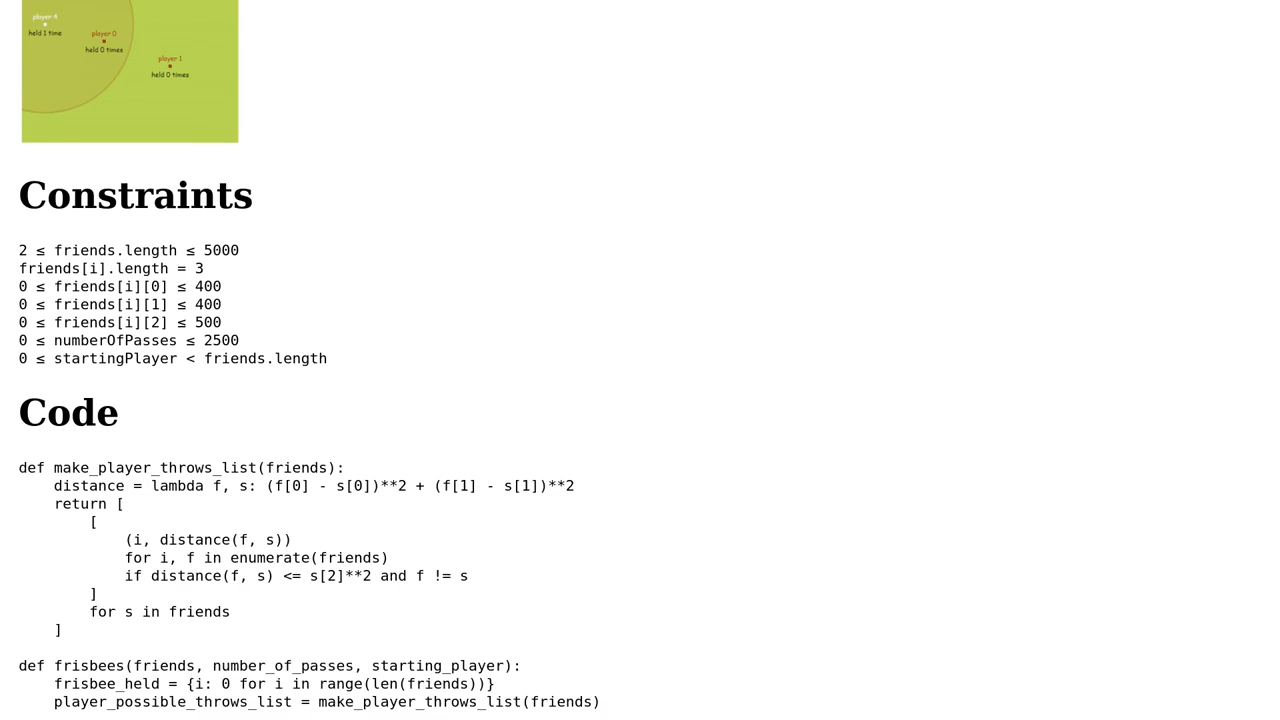 player 4
held 1 time
player 0
held 0 times
player 1
held 0 times
Constraints
2 ≤ friends.length ≤ 5000
friends[i].length = 3
0 ≤ friends[i][0] ≤ 400
0 ≤ friends[i][1] ≤ 400
0 ≤ friends[i][2] ≤ 500
0 ≤ numberOfPasses ≤ 2500
0 ≤ startingPlayer < friends.length
Code
def make_player_throws_list(friends):
    distance = lambda f, s: (f[0] - s[0])**2 + (f[1] - s[1])**2
    return [
        [
            (i, distance(f, s))
            for i, f in enumerate(friends)
            if distance(f, s) <= s[2]**2 and f != s
        ]
        for s in friends
    ]
def frisbees(friends, number_of_passes, starting_player):
    frisbee_held = {i: 0 for i in range(len(friends))}
    player_possible_throws_list = make_player_throws_list(friends)